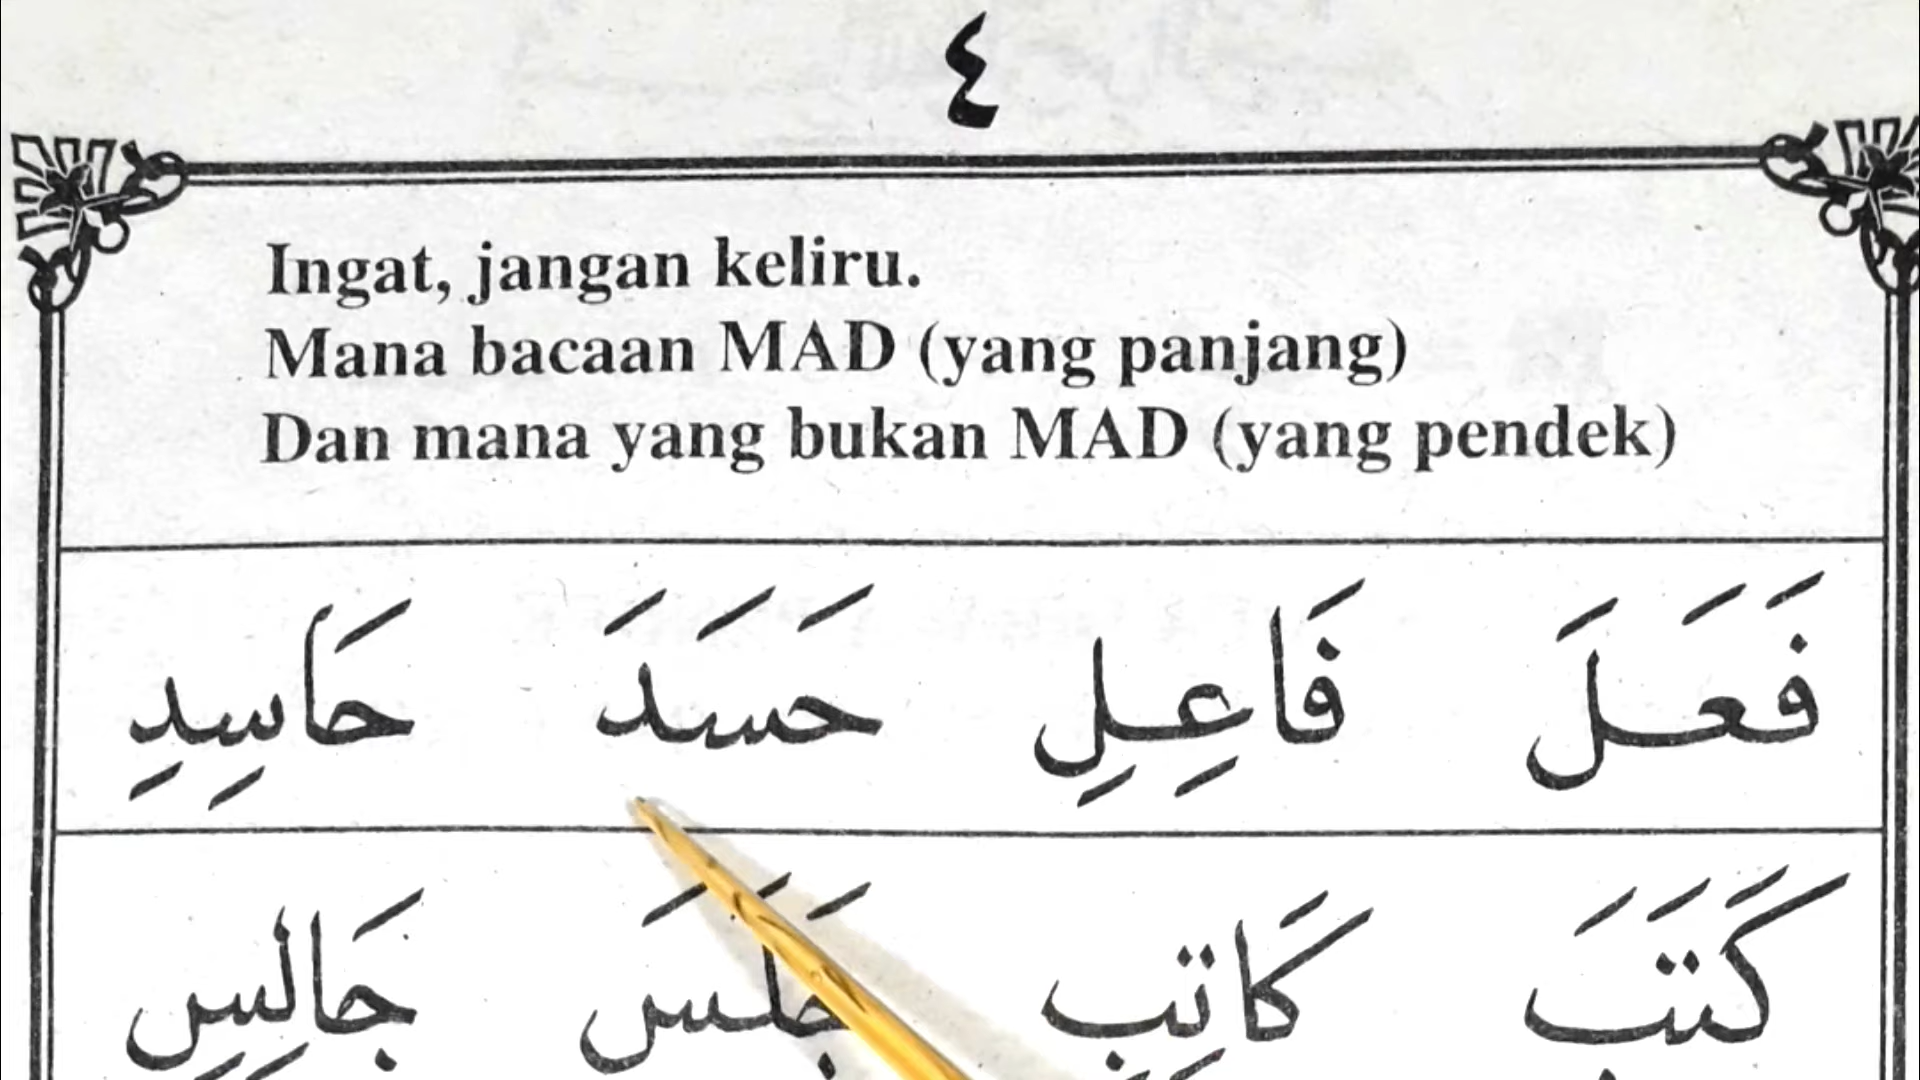 ٤
Ingat, jangan keliru.
Mana bacaan MAD (yang panjang)
Dan mana yang bukan MAD (yang pendek)
فَعَلَ فَاعِلِ حَسَدَ حَاسِدِ
كَتَبَ كَاتِبِ جَلَسَ جَالِسِ